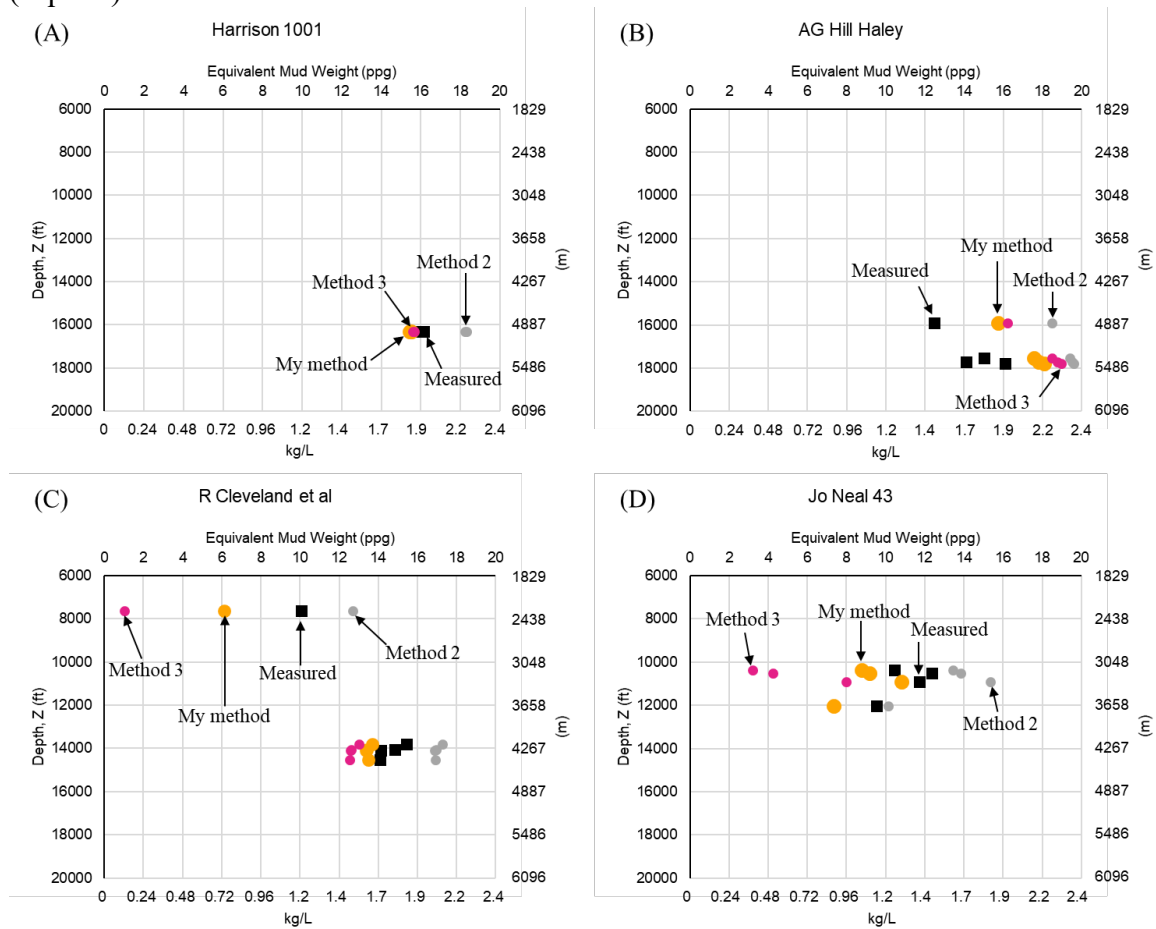 (A)
Harrison 1001
Equivalent Mud Weight (ppg)
0 2 4 6 8 10 12 14 16 18 20
6000 1829
8000 2438
10000 3048
12000 3658
14000 4267
16000 4887
18000 5486
20000 6096
Depth, Z (ft)
(m)
Method 2
Method 3
My method
Measured
0 0.24 0.48 0.72 0.96 1.2 1.4 1.7 1.9 2.2 2.4
kg/L
(B)
AG Hill Haley
Equivalent Mud Weight (ppg)
0 2 4 6 8 10 12 14 16 18 20
6000 1829
8000 2438
10000 3048
12000 3658
14000 4267
16000 4887
18000 5486
20000 6096
Depth, Z (ft)
(m)
My method
Measured
Method 2
Method 3
0 0.24 0.48 0.72 0.96 1.2 1.4 1.7 1.9 2.2 2.4
kg/L
(C)
R Cleveland et al
Equivalent Mud Weight (ppg)
0 2 4 6 8 10 12 14 16 18 20
6000 1829
8000 2438
10000 3048
12000 3658
14000 4267
16000 4887
18000 5486
20000 6096
Depth, Z (ft)
(m)
Method 2
Method 3
Measured
My method
0 0.24 0.48 0.72 0.96 1.2 1.4 1.7 1.9 2.2 2.4
kg/L
(D)
Jo Neal 43
Equivalent Mud Weight (ppg)
0 2 4 6 8 10 12 14 16 18 20
6000 1829
8000 2438
10000 3048
12000 3658
14000 4267
16000 4887
18000 5486
20000 6096
Depth, Z (ft)
(m)
My method
Method 3
Measured
Method 2
0 0.24 0.48 0.72 0.96 1.2 1.4 1.7 1.9 2.2 2.4
kg/L